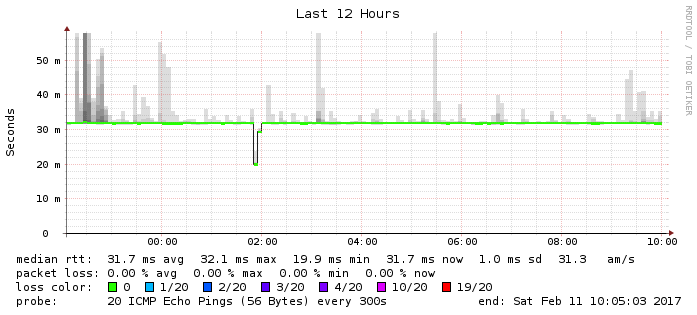 Last 12 Hours
RRDTOOL / TOBI OETIKER
Seconds
50 m
40 m
30 m
20 m
10 m
0
00:00 02:00 04:00 06:00 08:00 10:00
median rtt: 31.7 ms avg 32.1 ms max 19.9 ms min 31.7 ms now 1.0 ms sd 31.3 am/s
packet loss: 0.00 % avg 0.00 % max 0.00 % min 0.00 % now
loss color: 0 1/20 2/20 3/20 4/20 10/20 19/20
probe: 20 ICMP Echo Pings (56 Bytes) every 300s end: Sat Feb 11 10:05:03 2017